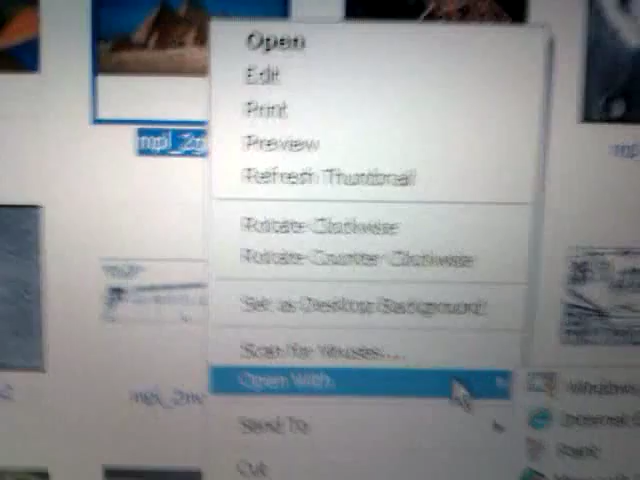 Open
Edit
Print
Preview
Refresh Thumbnail
Rotate Clockwise
Rotate Counter Clockwise
Set as Desktop Background
Scan for Viruses...
Open With
Send To
Cut
Paint